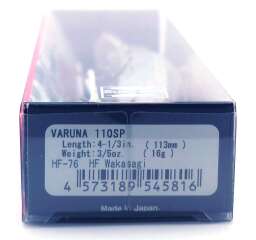 VARUNA 110SP
Length:4-1/3in. (113mm)
Weight:3/5oz. (16g)
HF-76 HF Wakasagi
4 573189 545816
Made in Japan.